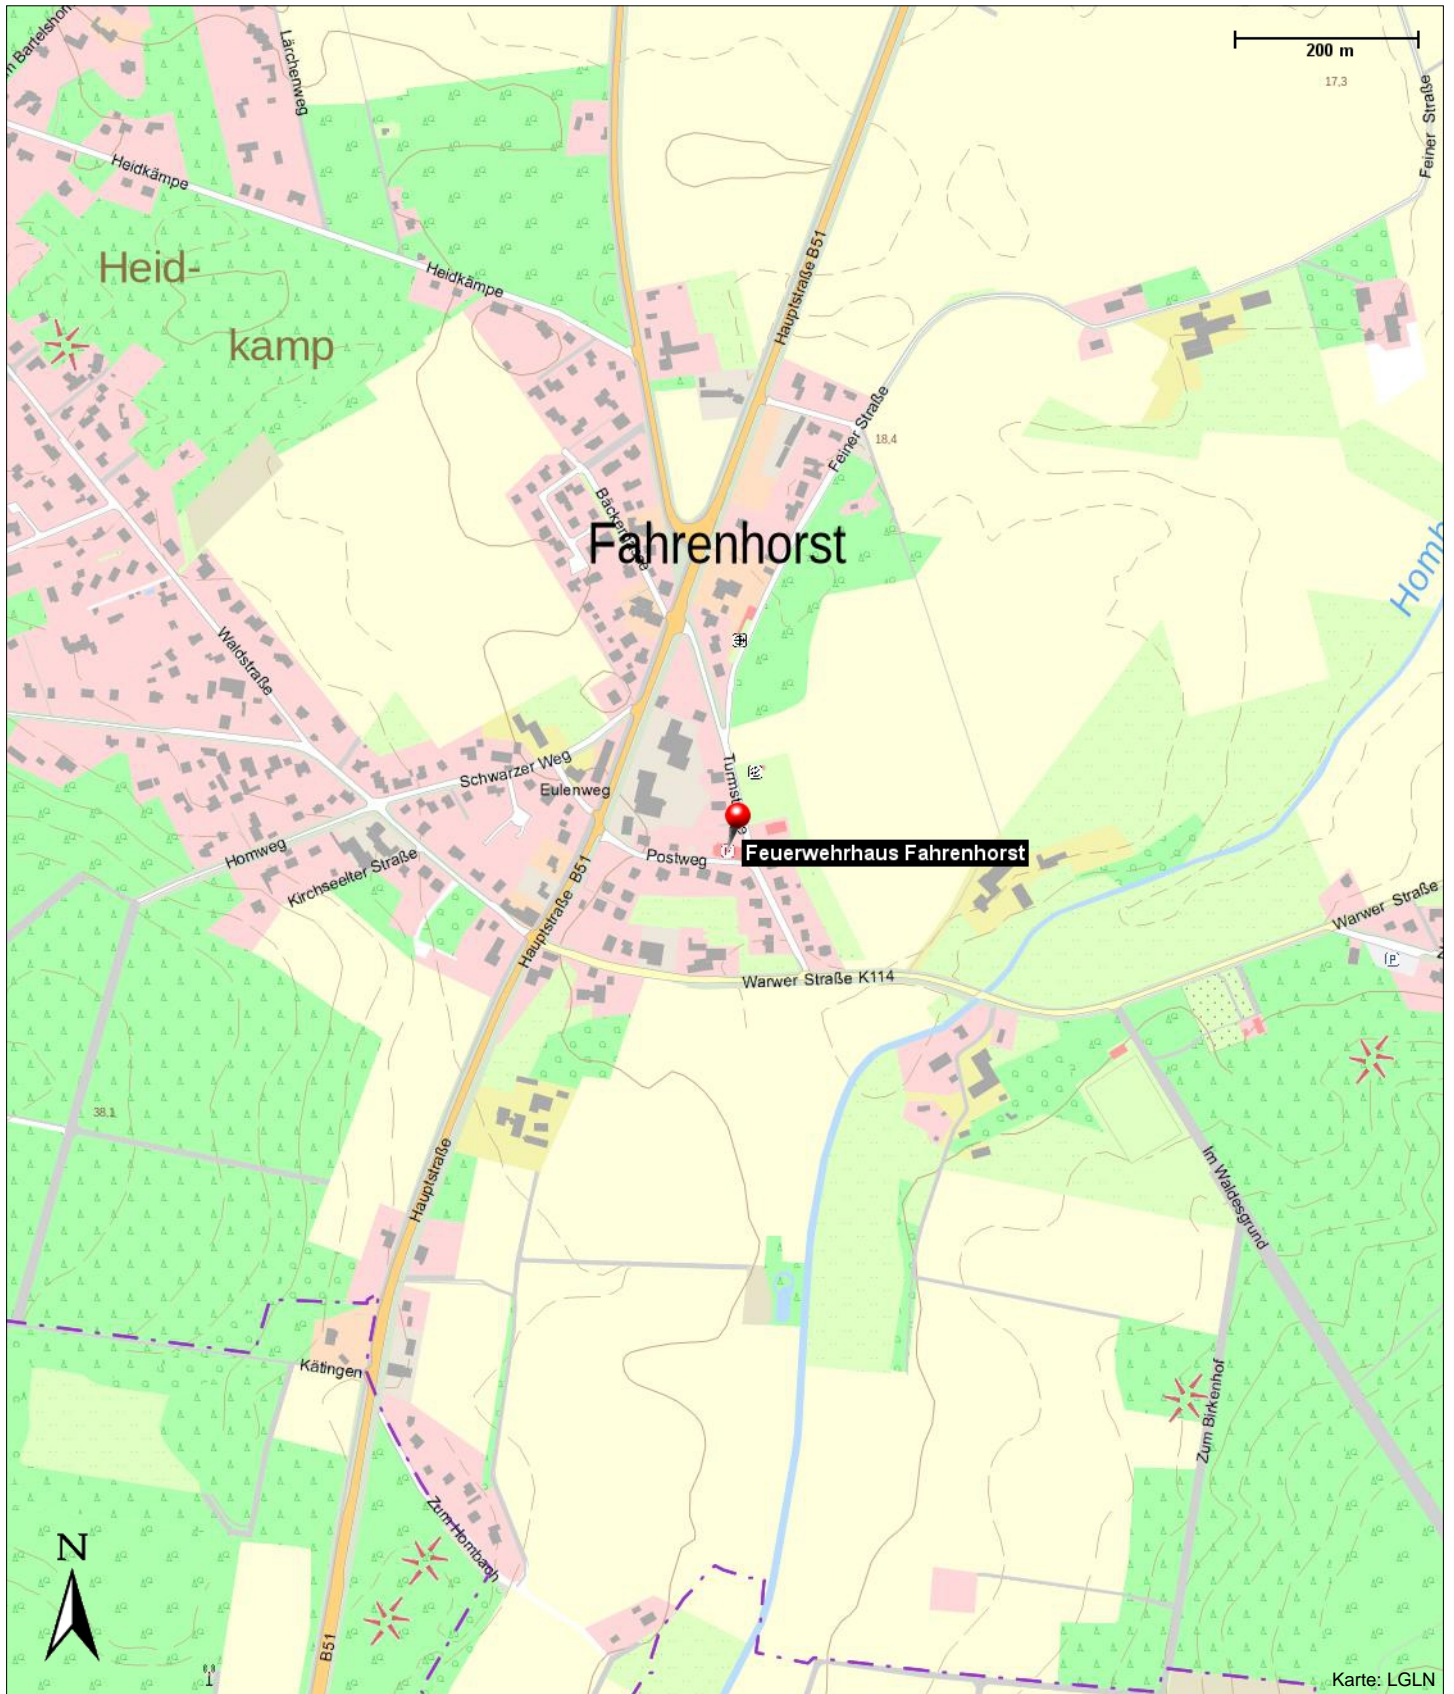 m Bartelshorn
Lärchenweg
200 m
17,3
Feiner Straße
Heidkämpe
Heid-
kamp
Heidkämpe
Hauptstraße B51
Feiner Straße
18,4
Fahrenhorst
Waldstraße
Schwarzer Weg
Eulenweg
Homweg
Kirchseelter Straße
Postweg
Feuerwehrhaus Fahrenhorst
Hauptstraße B51
Warwer Straße K114
Warwer Straße
P
38,1
Hauptstraße
Im Waldesgrund
Kätingen
Zum Birkenhof
Zum Hombach
N
B51
Karte: LGLN